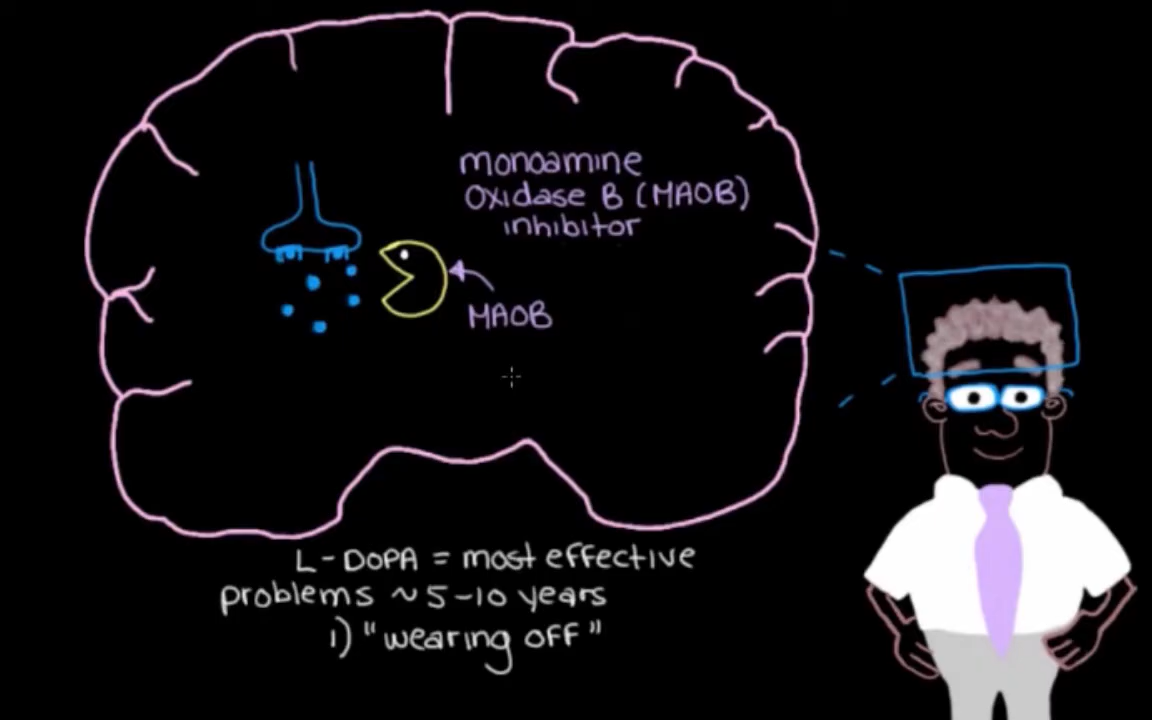 monoamine
Oxidase B (MAOB)
inhibitor
MAOB
L-DOPA = most effective
problems ~ 5-10 years
1) "wearing off"